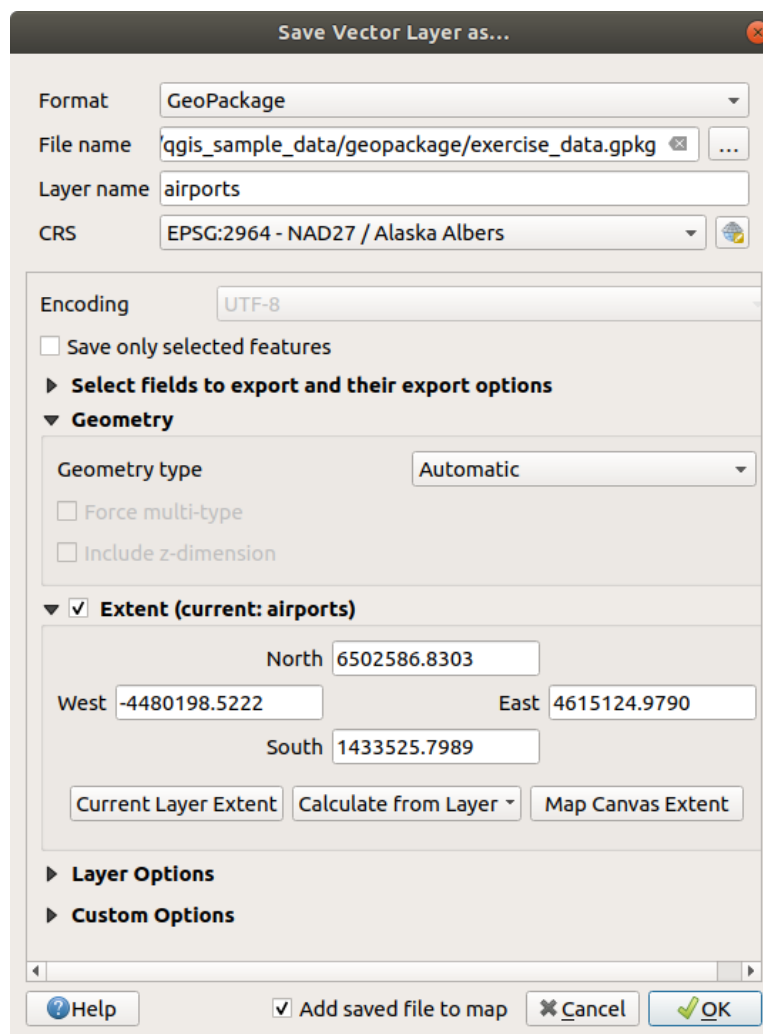 Save Vector Layer as...
Format GeoPackage
File name /qgis_sample_data/geopackage/exercise_data.gpkg ...
Layer name airports
CRS EPSG:2964 - NAD27 / Alaska Albers
Encoding UTF-8
Save only selected features
Select fields to export and their export options
Geometry
Geometry type Automatic
Force multi-type
Include z-dimension
Extent (current: airports)
North 6502586.8303
West -4480198.5222 East 4615124.9790
South 1433525.7989
Current Layer Extent Calculate from Layer Map Canvas Extent
Layer Options
Custom Options
Help Add saved file to map Cancel OK